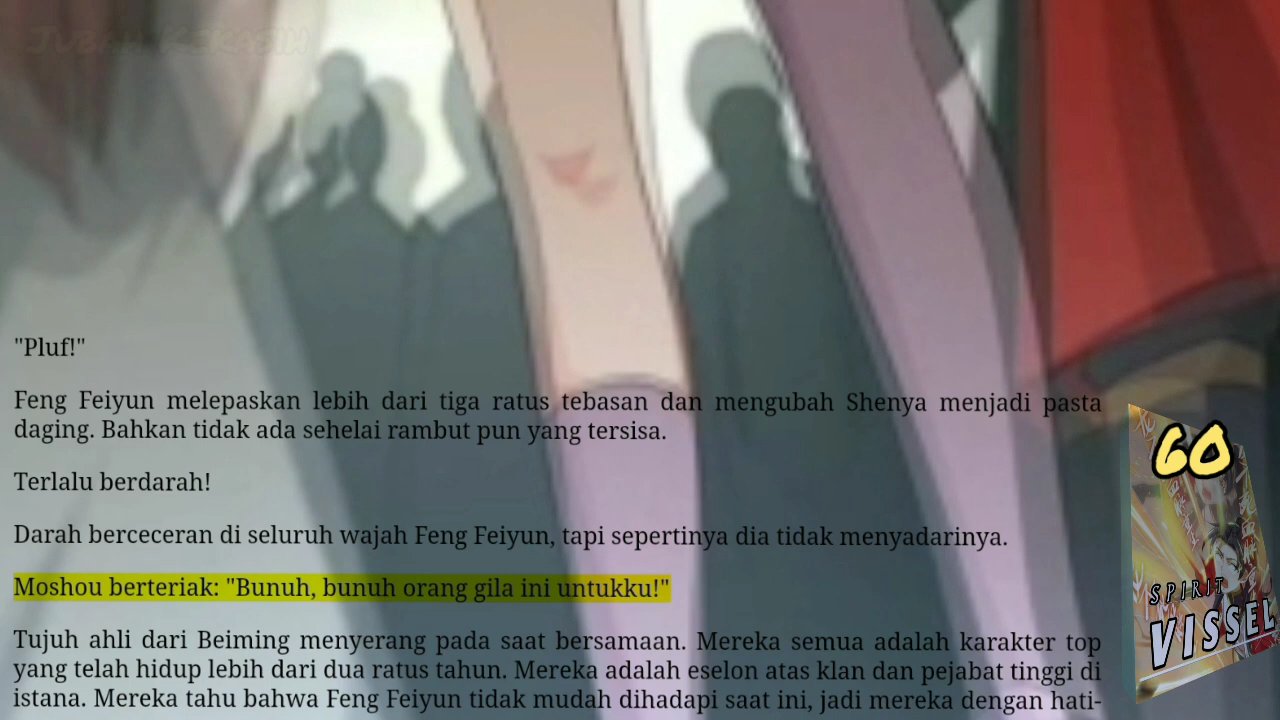 "Pluf!"
Feng Feiyun melepaskan lebih dari tiga ratus tebasan dan mengubah Shenya menjadi pasta
daging. Bahkan tidak ada sehelai rambut pun yang tersisa.
Terlalu berdarah!
Darah berceceran di seluruh wajah Feng Feiyun, tapi sepertinya dia tidak menyadarinya.
Moshou berteriak: "Bunuh, bunuh orang gila ini untukku!"
Tujuh ahli dari Beiming menyerang pada saat bersamaan. Mereka semua adalah karakter top
yang telah hidup lebih dari dua ratus tahun. Mereka adalah eselon atas klan dan pejabat tinggi di
istana. Mereka tahu bahwa Feng Feiyun tidak mudah dihadapi saat ini, jadi mereka dengan hati-
60
SPIRIT
VISSEL